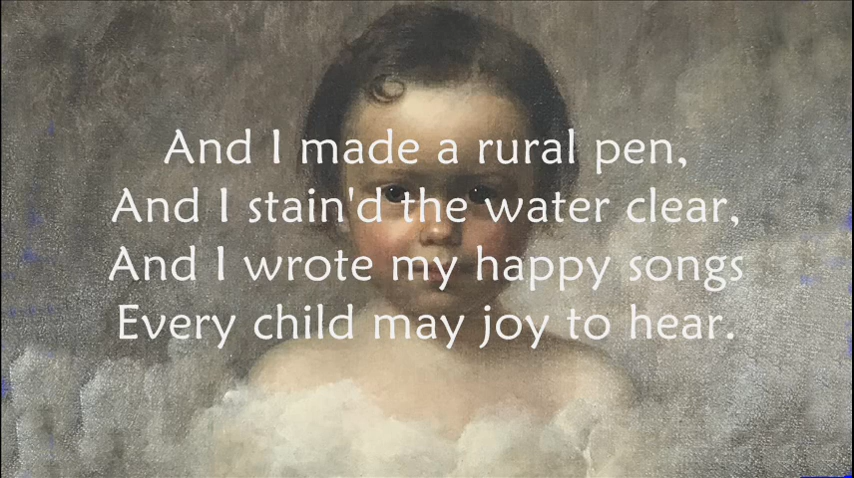 And I made a rural pen,
And I stain'd the water clear,
And I wrote my happy songs
Every child may joy to hear.